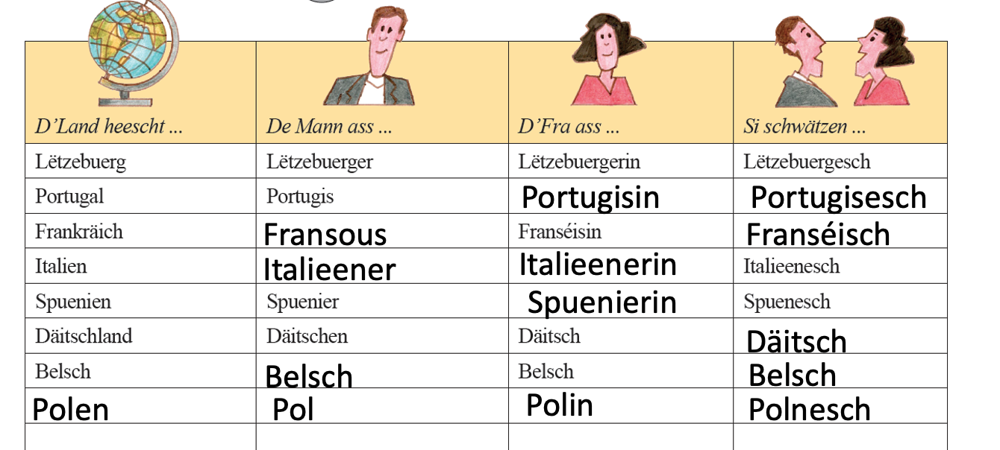 D'Land heescht ... De Mann ass ... D'Fra ass ... Si schwätzen ...
Lëtzebuerg Lëtzebuerger Lëtzebuergerin Lëtzebuergesch
Portugal Portugis Portugisin Portugisesch
Frankräich Fransous Franséisin Franséisch
Italien Italieener Italieenerin Italieenesch
Spuenien Spuenier Spuenierin Spuenesch
Däitschland Däitschen Däitsch Däitsch
Belsch Belsch Belsch Belsch
Polen Pol Polin Polnesch